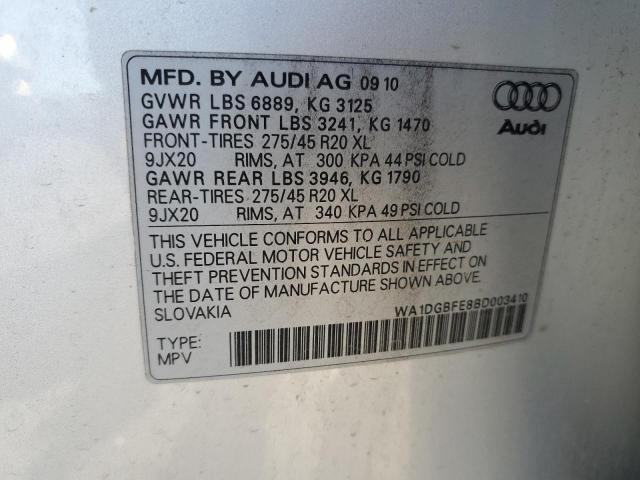 MFD. BY AUDI AG 09 10
GVWR LBS 6889, KG 3125
GAWR FRONT LBS 3241, KG 1470
FRONT-TIRES 275/45 R20 XL
9JX20 RIMS, AT 300 KPA 44 PSI COLD
GAWR REAR LBS 3946, KG 1790
REAR-TIRES 275/45 R20 XL
9JX20 RIMS, AT 340 KPA 49 PSI COLD
Audi
THIS VEHICLE CONFORMS TO ALL APPLICABLE
U.S. FEDERAL MOTOR VEHICLE SAFETY AND
THEFT PREVENTION STANDARDS IN EFFECT ON
THE DATE OF MANUFACTURE SHOWN ABOVE.
SLOVAKIA
WA1DGBFE8BD003410
TYPE:
MPV